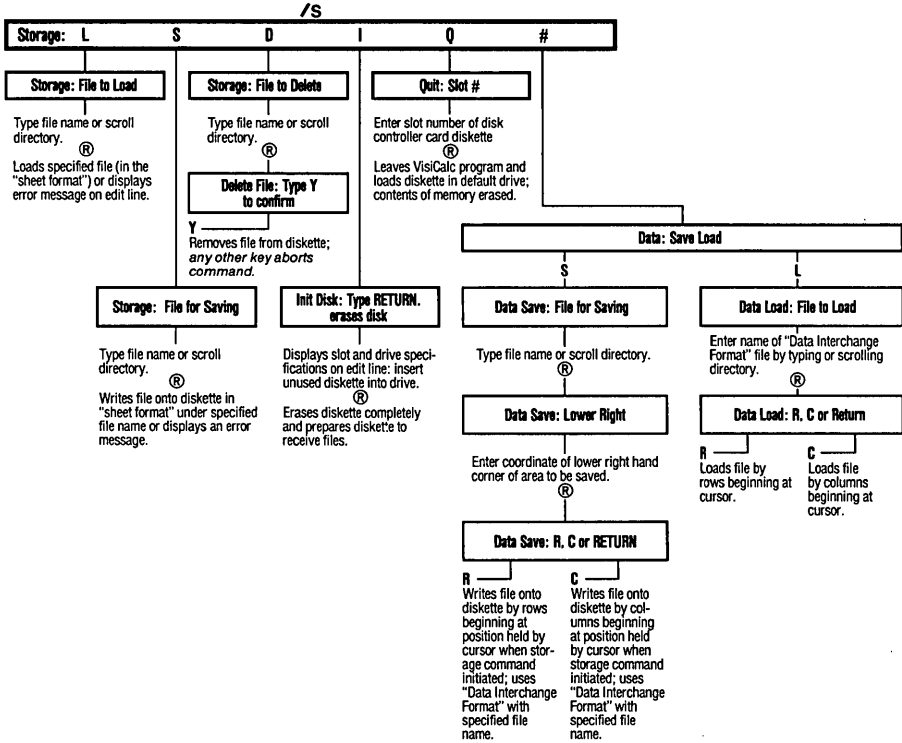 /S
Storage: L S D I Q #
Storage: File to Load
Type file name or scroll
directory.
®
Loads specified file (in the
"sheet format") or displays
error message on edit line.
Storage: File to Delete
Type file name or scroll
directory.
®
Delete File: Type Y
to confirm
Y
Removes file from diskette;
any other key aborts
command.
Quit: Slot #
Enter slot number of disk
controller card diskette
®
Leaves VisiCalc program and
loads diskette in default drive;
contents of memory erased.
Storage: File for Saving
Type file name or scroll
directory.
®
Writes file onto diskette in
"sheet format" under specified
file name or displays an error
message.
Init Disk: Type RETURN.
erases disk
Displays slot and drive speci-
fications on edit line: insert
unused diskette into drive.
®
Erases diskette completely
and prepares diskette to
receive files.
Data: Save Load
S
Data Save: File for Saving
Type file name or scroll directory.
®
Data Save: Lower Right
Enter coordinate of lower right hand
corner of area to be saved.
®
Data Save: R, C or RETURN
R
Writes file onto
diskette by rows
beginning at
position held by
cursor when stor-
age command
initiated; uses
"Data Interchange
Format" with
specified file
name.
C
Writes file onto
diskette by col-
umns beginning
at position held
by cursor when
storage command
initiated; uses
"Data Interchange
Format" with
specified file
name.
L
Data Load: File to Load
Enter name of "Data Interchange
Format" file by typing or scrolling
directory.
®
Data Load: R, C or Return
R
Loads file by
rows beginning at
cursor.
C
Loads file
by columns
beginning at
cursor.